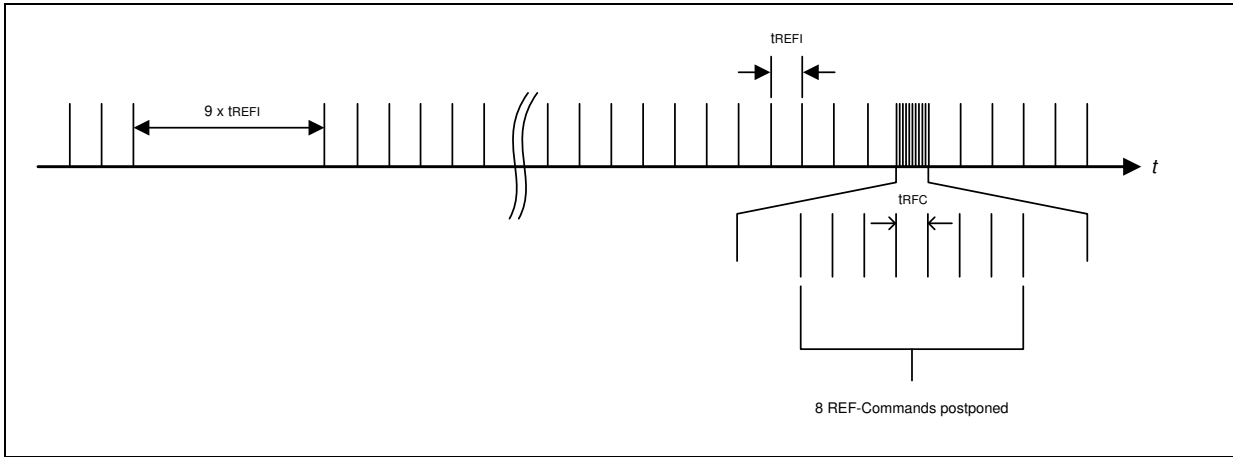 tREFI
9 x tREFI
t
tRFC
8 REF-Commands postponed